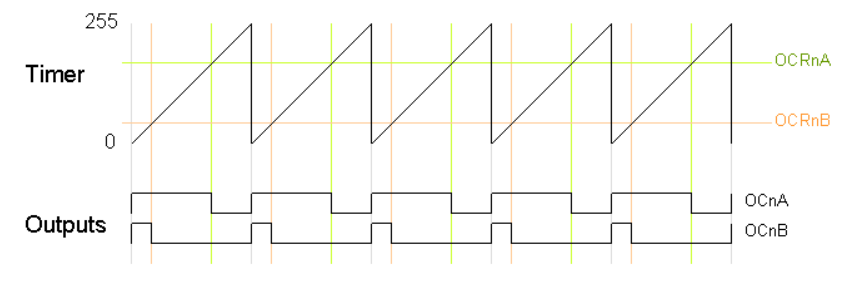 255
Timer
OCRnA
OCRnB
0
OCnA
Outputs
OCnB